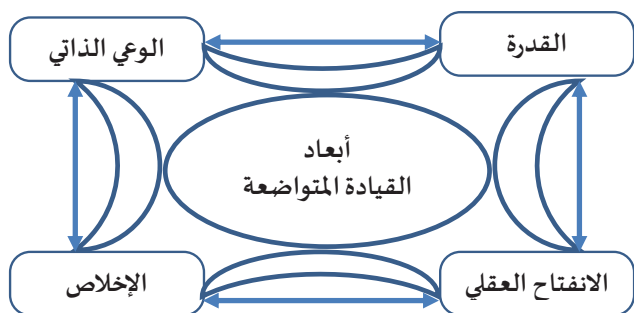 القدرة
الوعي الذاتي
أبعاد
القيادة المتواضعة
الانفتاح العقلي
الإخلاص